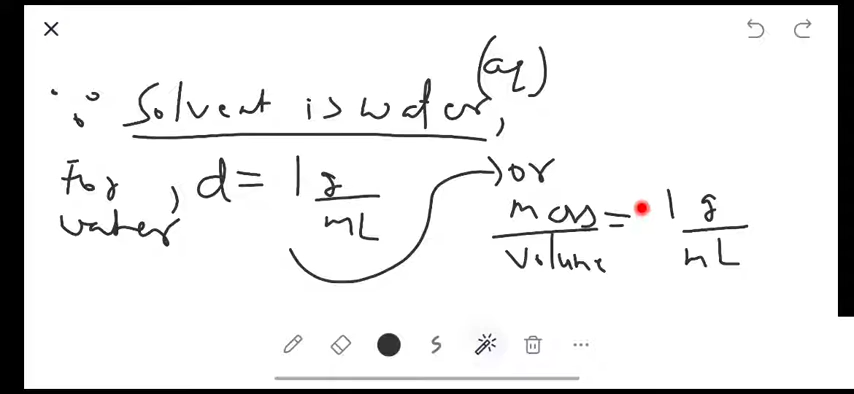 ∵ Solvent is water, (aq)
For water, d = 1 g/mL
or
mass/volume = 1 g/mL